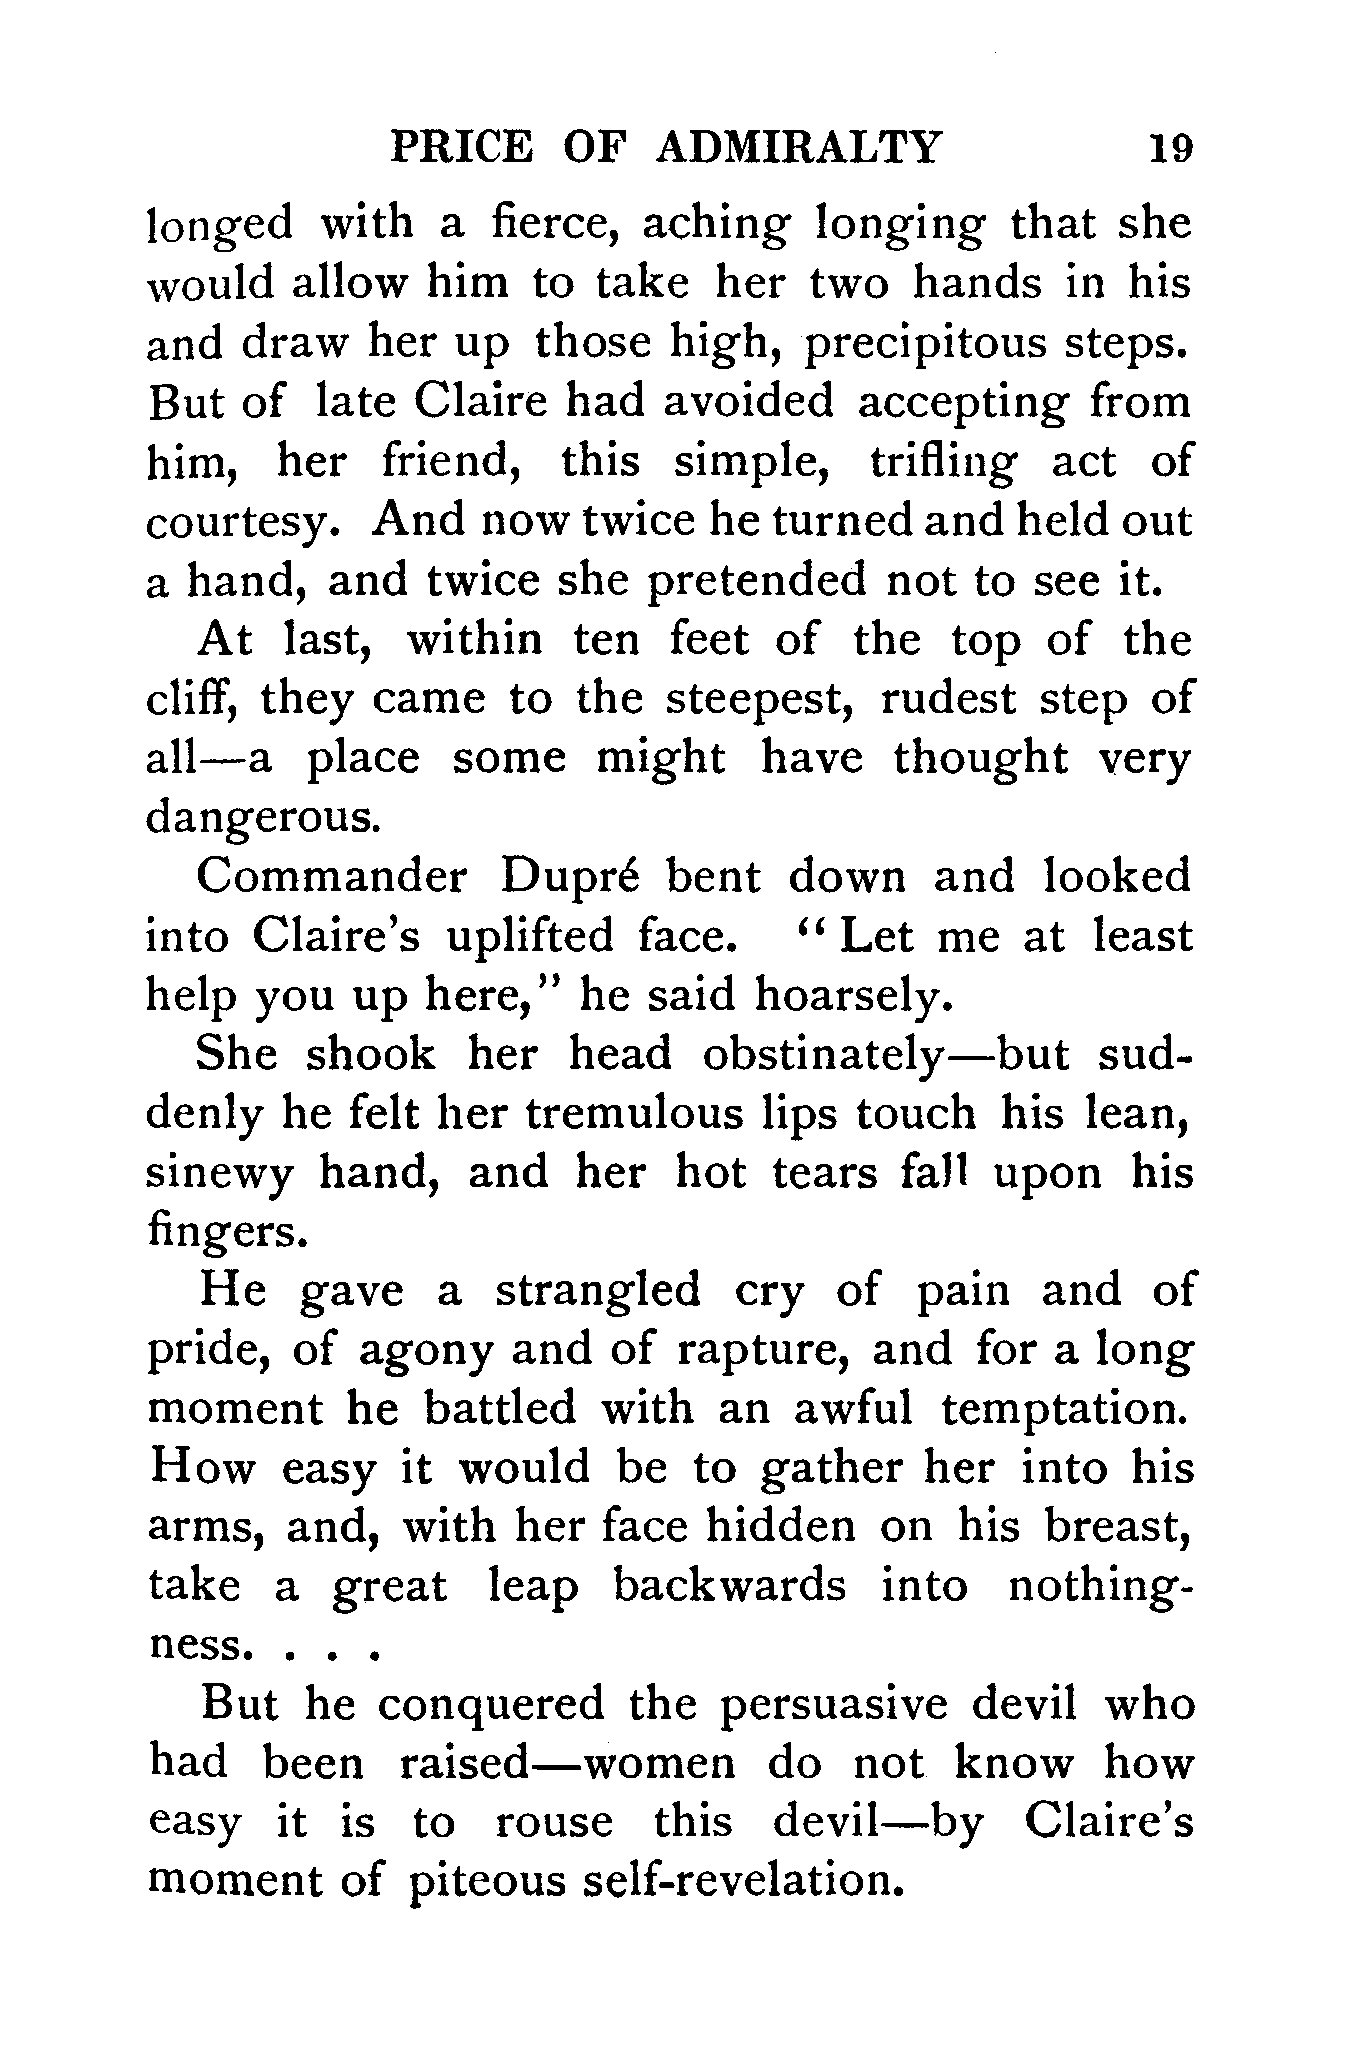 PRICE OF ADMIRALTY 19
longed with a fierce, aching longing that she
would allow him to take her two hands in his
and draw her up those high, precipitous steps.
But of late Claire had avoided accepting from
him, her friend, this simple, trifling act of
courtesy. And now twice he turned and held out
a hand, and twice she pretended not to see it.
At last, within ten feet of the top of the
cliff, they came to the steepest, rudest step of
all—a place some might have thought very
dangerous.
Commander Dupré bent down and looked
into Claire's uplifted face. “ Let me at least
help you up here,” he said hoarsely.
She shook her head obstinately—but sud-
denly he felt her tremulous lips touch his lean,
sinewy hand, and her hot tears fall upon his
fingers.
He gave a strangled cry of pain and of
pride, of agony and of rapture, and for a long
moment he battled with an awful temptation.
How easy it would be to gather her into his
arms, and, with her face hidden on his breast,
take a great leap backwards into nothing-
ness. . . .
But he conquered the persuasive devil who
had been raised—women do not know how
easy it is to rouse this devil—by Claire's
moment of piteous self-revelation.